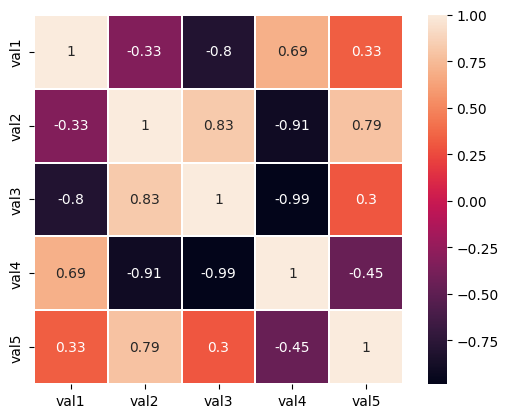 val1 1 -0.33 -0.8 0.69 0.33
val2 -0.33 1 0.83 -0.91 0.79
val3 -0.8 0.83 1 -0.99 0.3
val4 0.69 -0.91 -0.99 1 -0.45
val5 0.33 0.79 0.3 -0.45 1
val1 val2 val3 val4 val5
1.00
0.75
0.50
0.25
0.00
−0.25
−0.50
−0.75